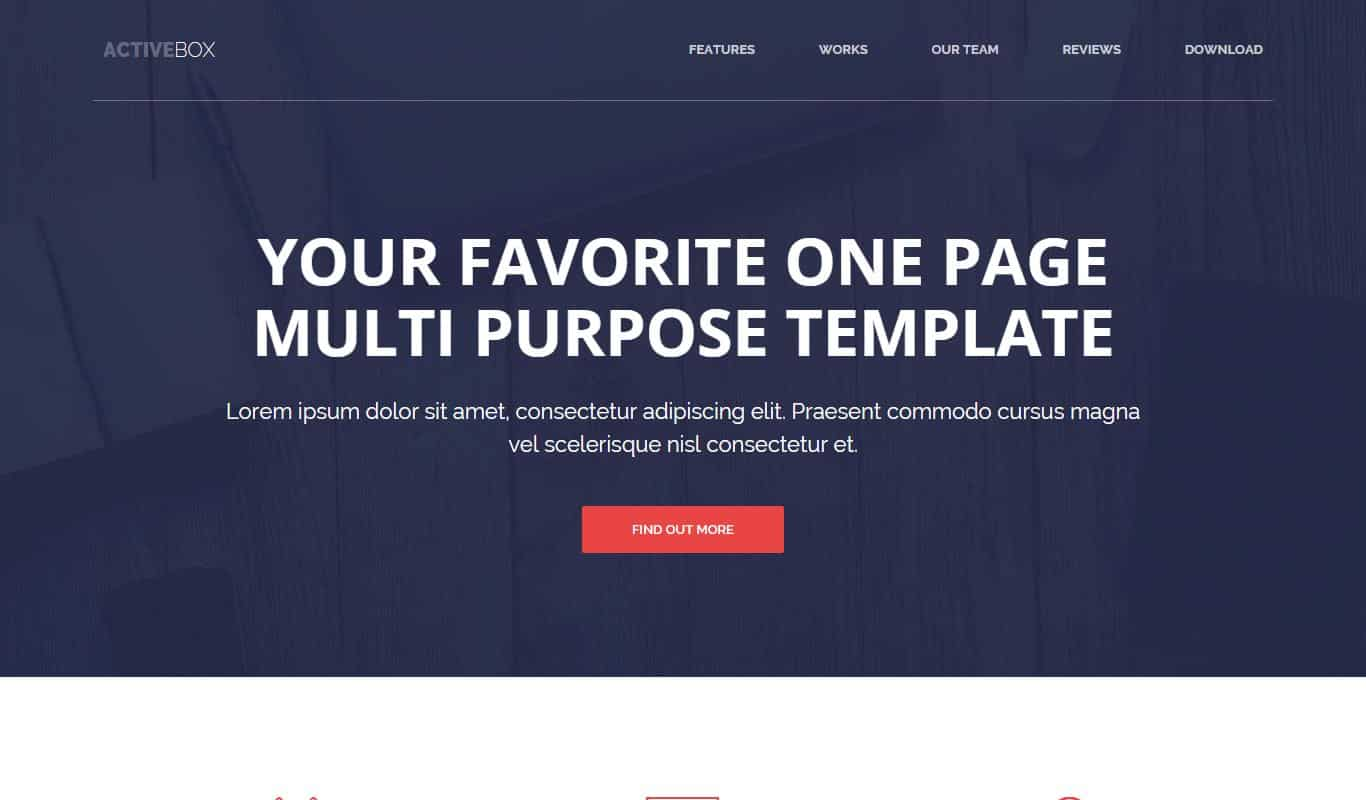 ACTIVEBOX
FEATURES
WORKS
OUR TEAM
REVIEWS
DOWNLOAD
YOUR FAVORITE ONE PAGE
MULTI PURPOSE TEMPLATE
Lorem ipsum dolor sit amet, consectetur adipiscing elit. Praesent commodo cursus magna
vel scelerisque nisl consectetur et.
FIND OUT MORE